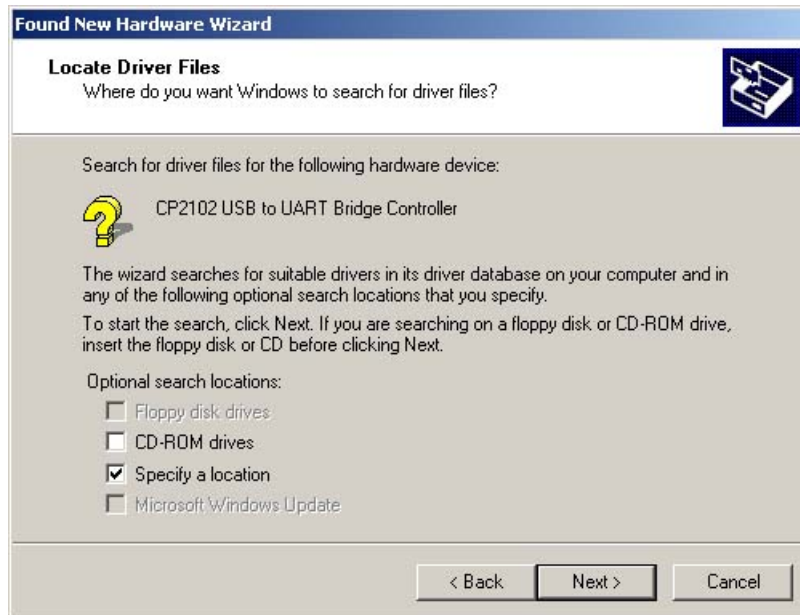 Found New Hardware Wizard
Locate Driver Files
Where do you want Windows to search for driver files?
Search for driver files for the following hardware device:
CP2102 USB to UART Bridge Controller
The wizard searches for suitable drivers in its driver database on your computer and in
any of the following optional search locations that you specify.
To start the search, click Next. If you are searching on a floppy disk or CD-ROM drive,
insert the floppy disk or CD before clicking Next.
Optional search locations:
Floppy disk drives
CD-ROM drives
Specify a location
Microsoft Windows Update
< Back Next > Cancel